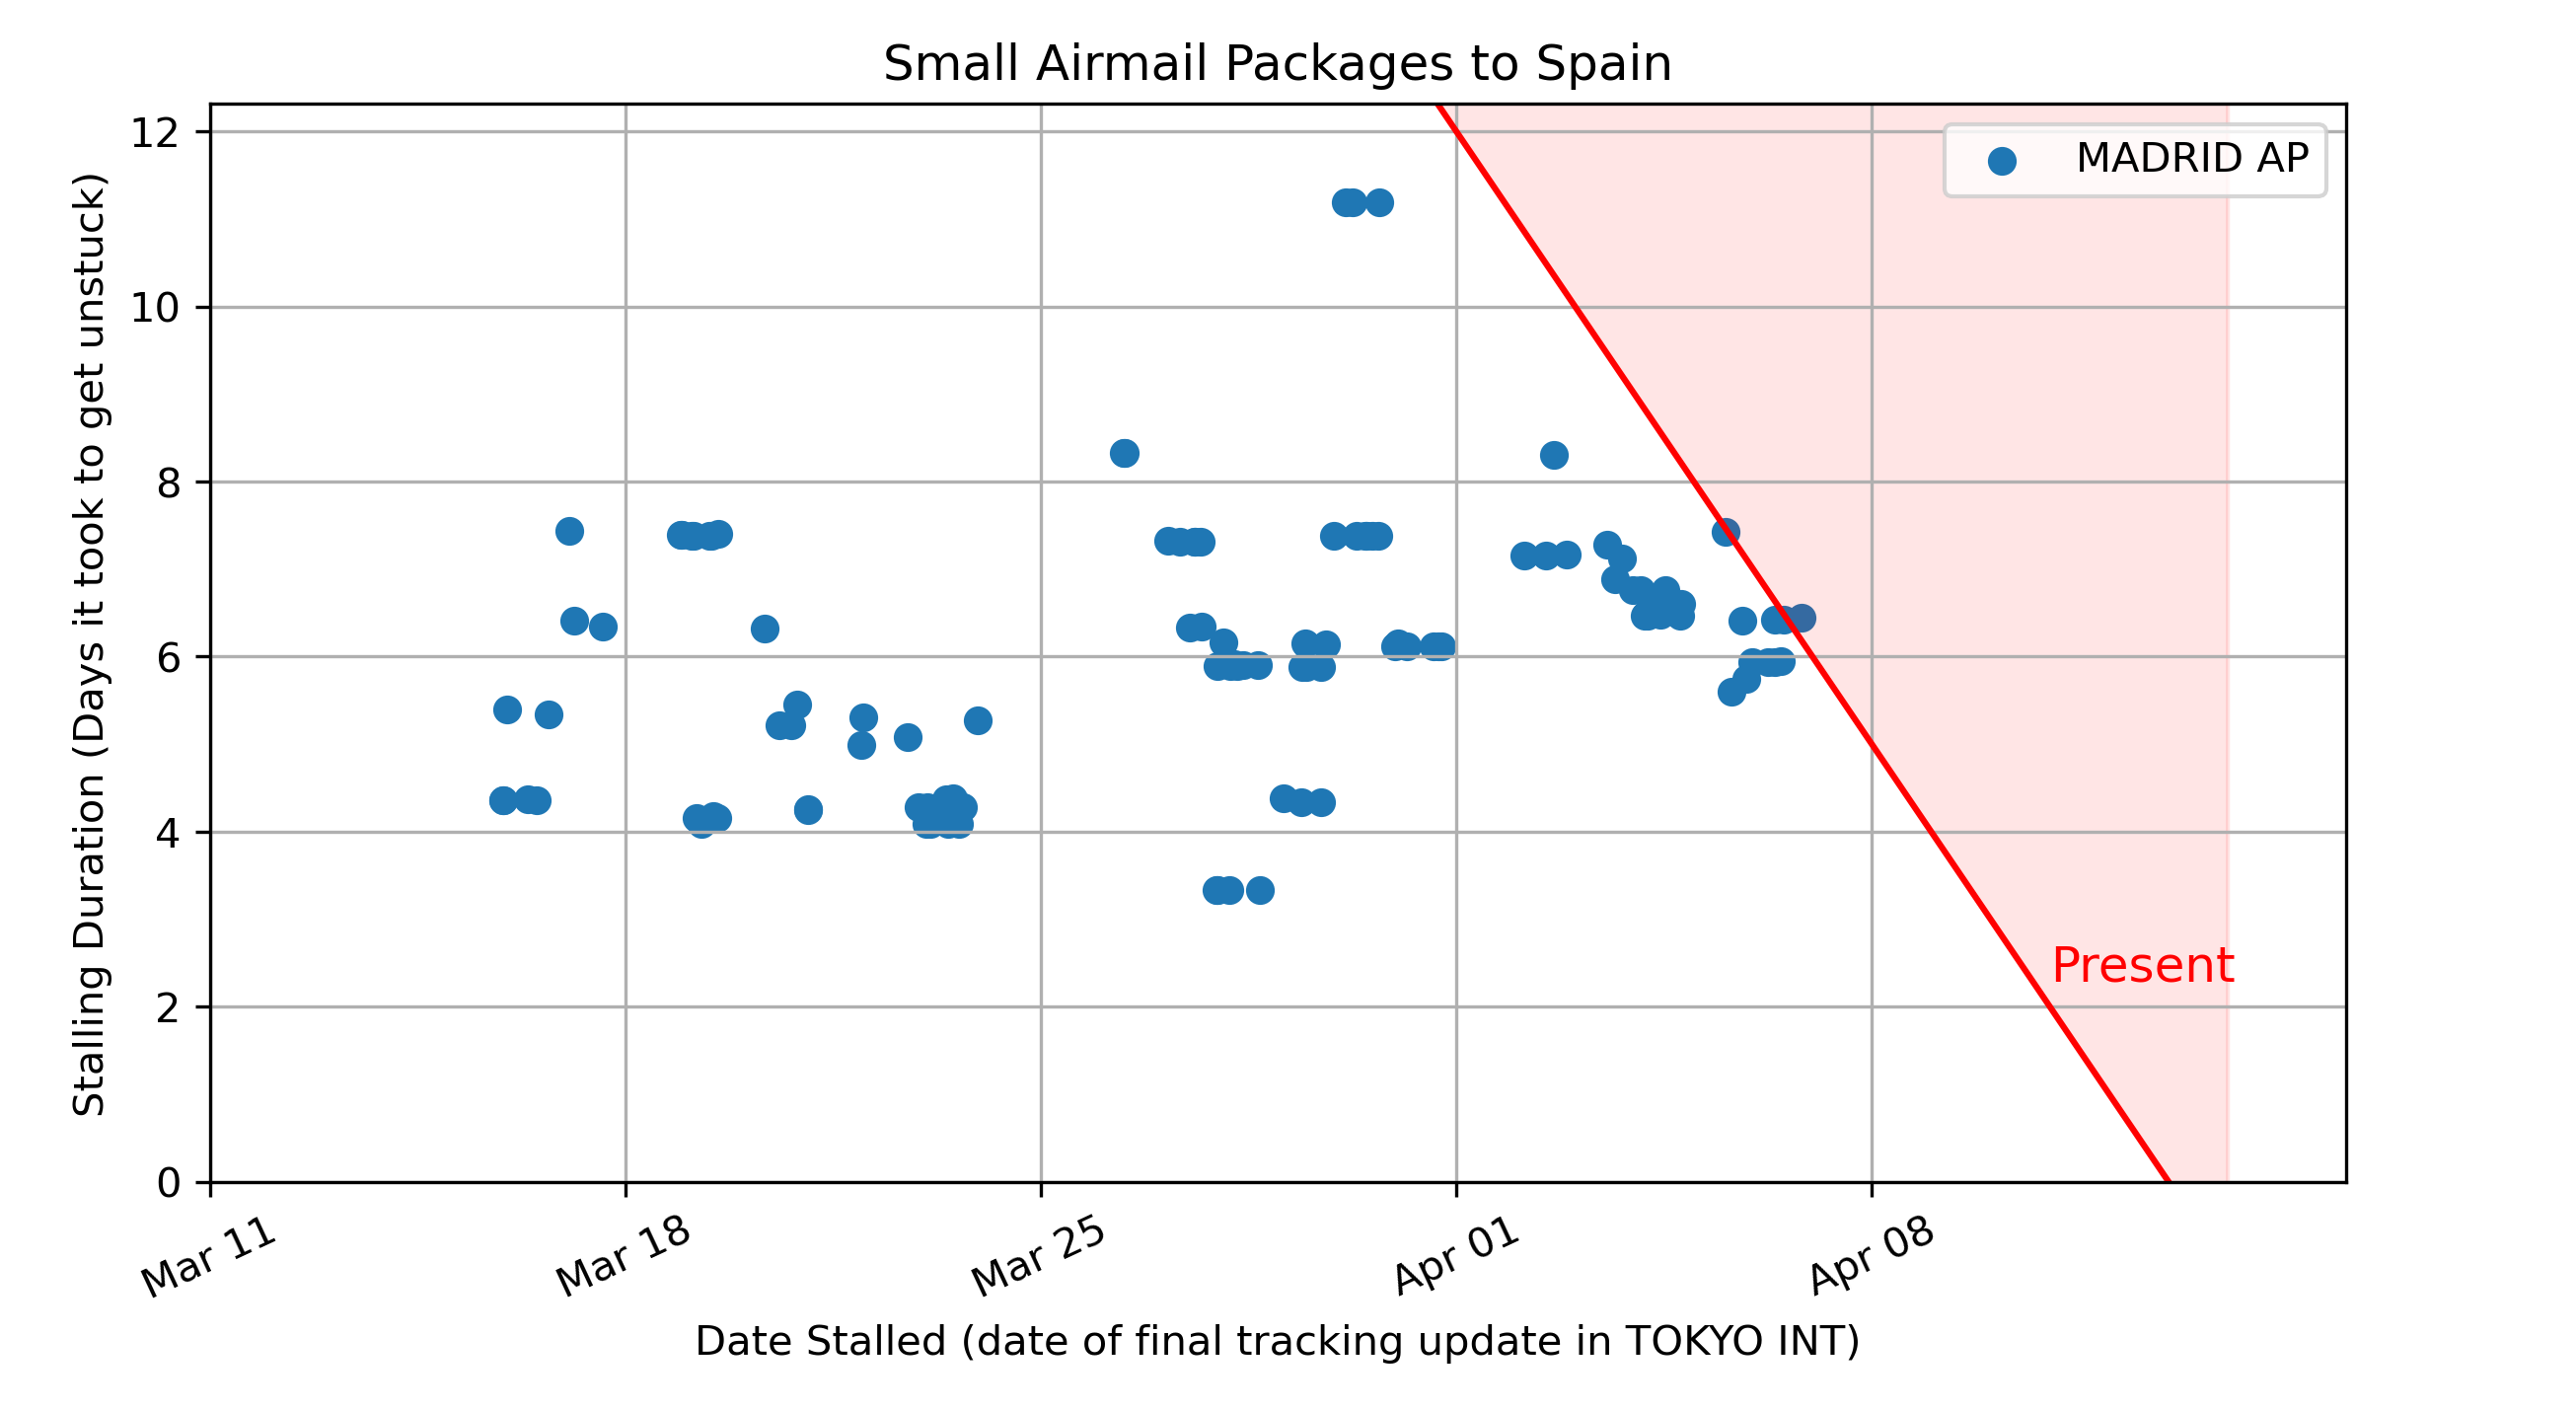 Small Airmail Packages to Spain
MADRID AP
12
10
8
6
4
2
0
Stalling Duration (Days it took to get unstuck)
Present
Mar 11
Mar 18
Mar 25
Apr 01
Apr 08
Date Stalled (date of final tracking update in TOKYO INT)